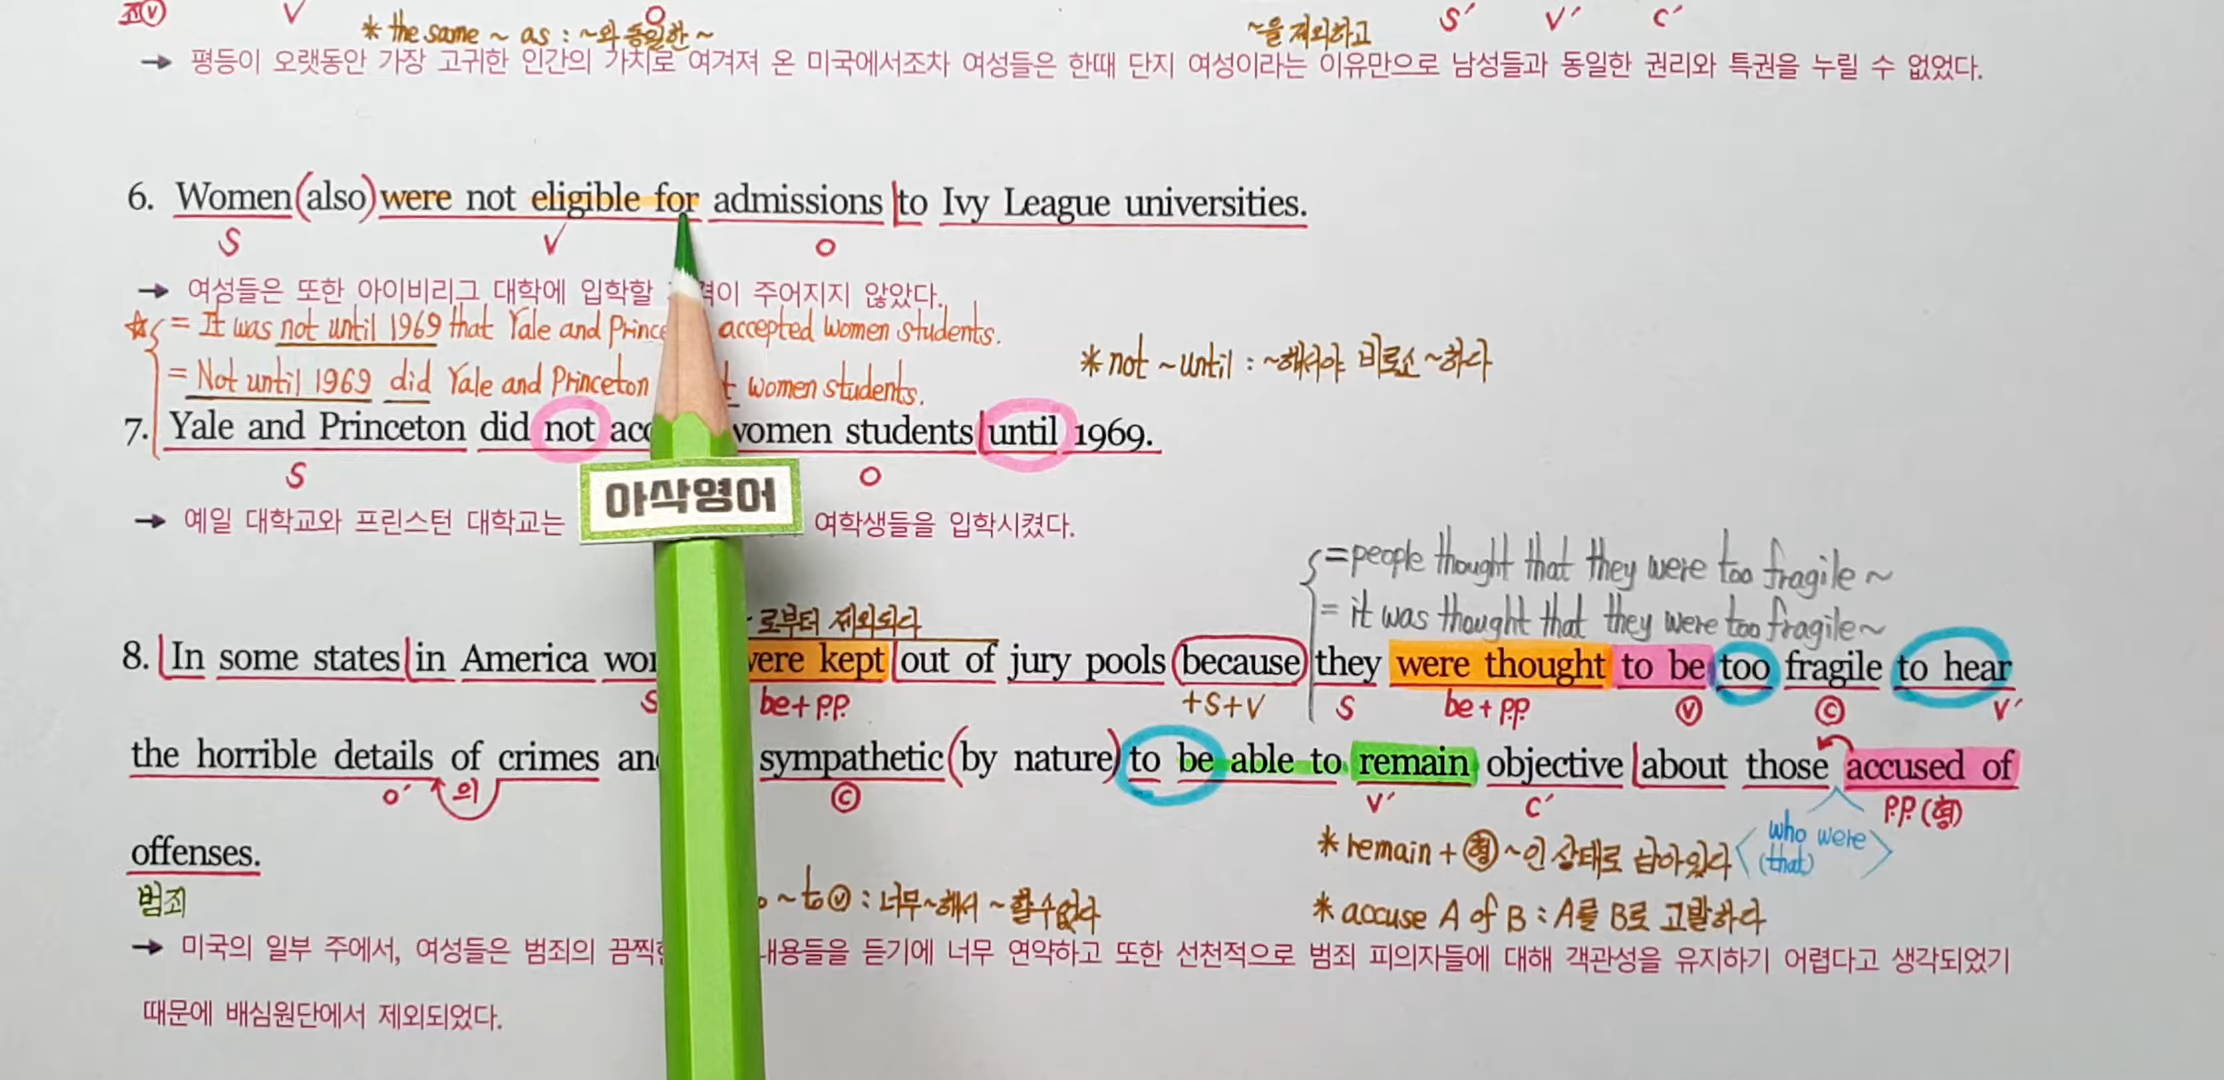 주 V V O S′ V′ C′
* the same ~ as : ~와 동일한 ~ ~을 제외하고
→ 평등이 오랫동안 가장 고귀한 인간의 가치로 여겨져 온 미국에서조차 여성들은 한때 단지 여성이라는 이유만으로 남성들과 동일한 권리와 특권을 누릴 수 없었다.
6. Women (also) were not eligible for admissions to Ivy League universities.
S V O
→ 여성들은 또한 아이비리그 대학에 입학할 격이 주어지지 않았다.
☆ = It was not until 1969 that Yale and Prince accepted women students.
= Not until 1969 did Yale and Princeton women students.
* not ~ until : ~해서야 비로소 ~하다
7. Yale and Princeton did not acc women students until 1969.
S O
아삭영어
→ 예일 대학교와 프린스턴 대학교는 여학생들을 입학시켰다.
= people thought that they were too fragile ~
= it was thought that they were too fragile ~
로부터 제외되다
8. In some states in America wo were kept out of jury pools because they were thought to be too fragile to hear
S be+P.P. +S+V S be+P.P. V C V′
the horrible details of crimes an sympathetic (by nature) to be able to remain objective about those accused of
O′ 의 C V′ C′ P.P.(형)
who were
(that)
offenses.
범죄
* remain + 형 ~인 상태로 남아있다
~ to V : 너무 ~해서 ~할 수 없다
* accuse A of B : A를 B로 고발하다
→ 미국의 일부 주에서, 여성들은 범죄의 끔찍 내용들을 듣기에 너무 연약하고 또한 선천적으로 범죄 피의자들에 대해 객관성을 유지하기 어렵다고 생각되었기
때문에 배심원단에서 제외되었다.